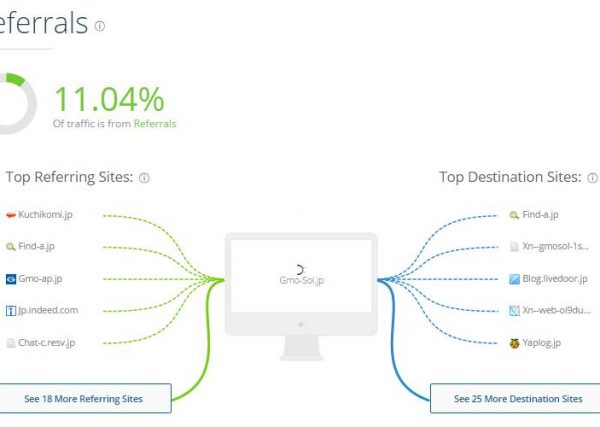 eferrals
11.04%
Of traffic is from Referrals
Top Referring Sites:
Kuchikomi.jp
Find-a.jp
Gmo-ap.jp
Jp.indeed.com
Chat-c.resv.jp
See 18 More Referring Sites
Gmo-Sol.jp
Top Destination Sites:
Find-a.jp
Xn--gmosol-1s...
Blog.livedoor.jp
Xn--web-oi9du...
Yaplog.jp
See 25 More Destination Sites